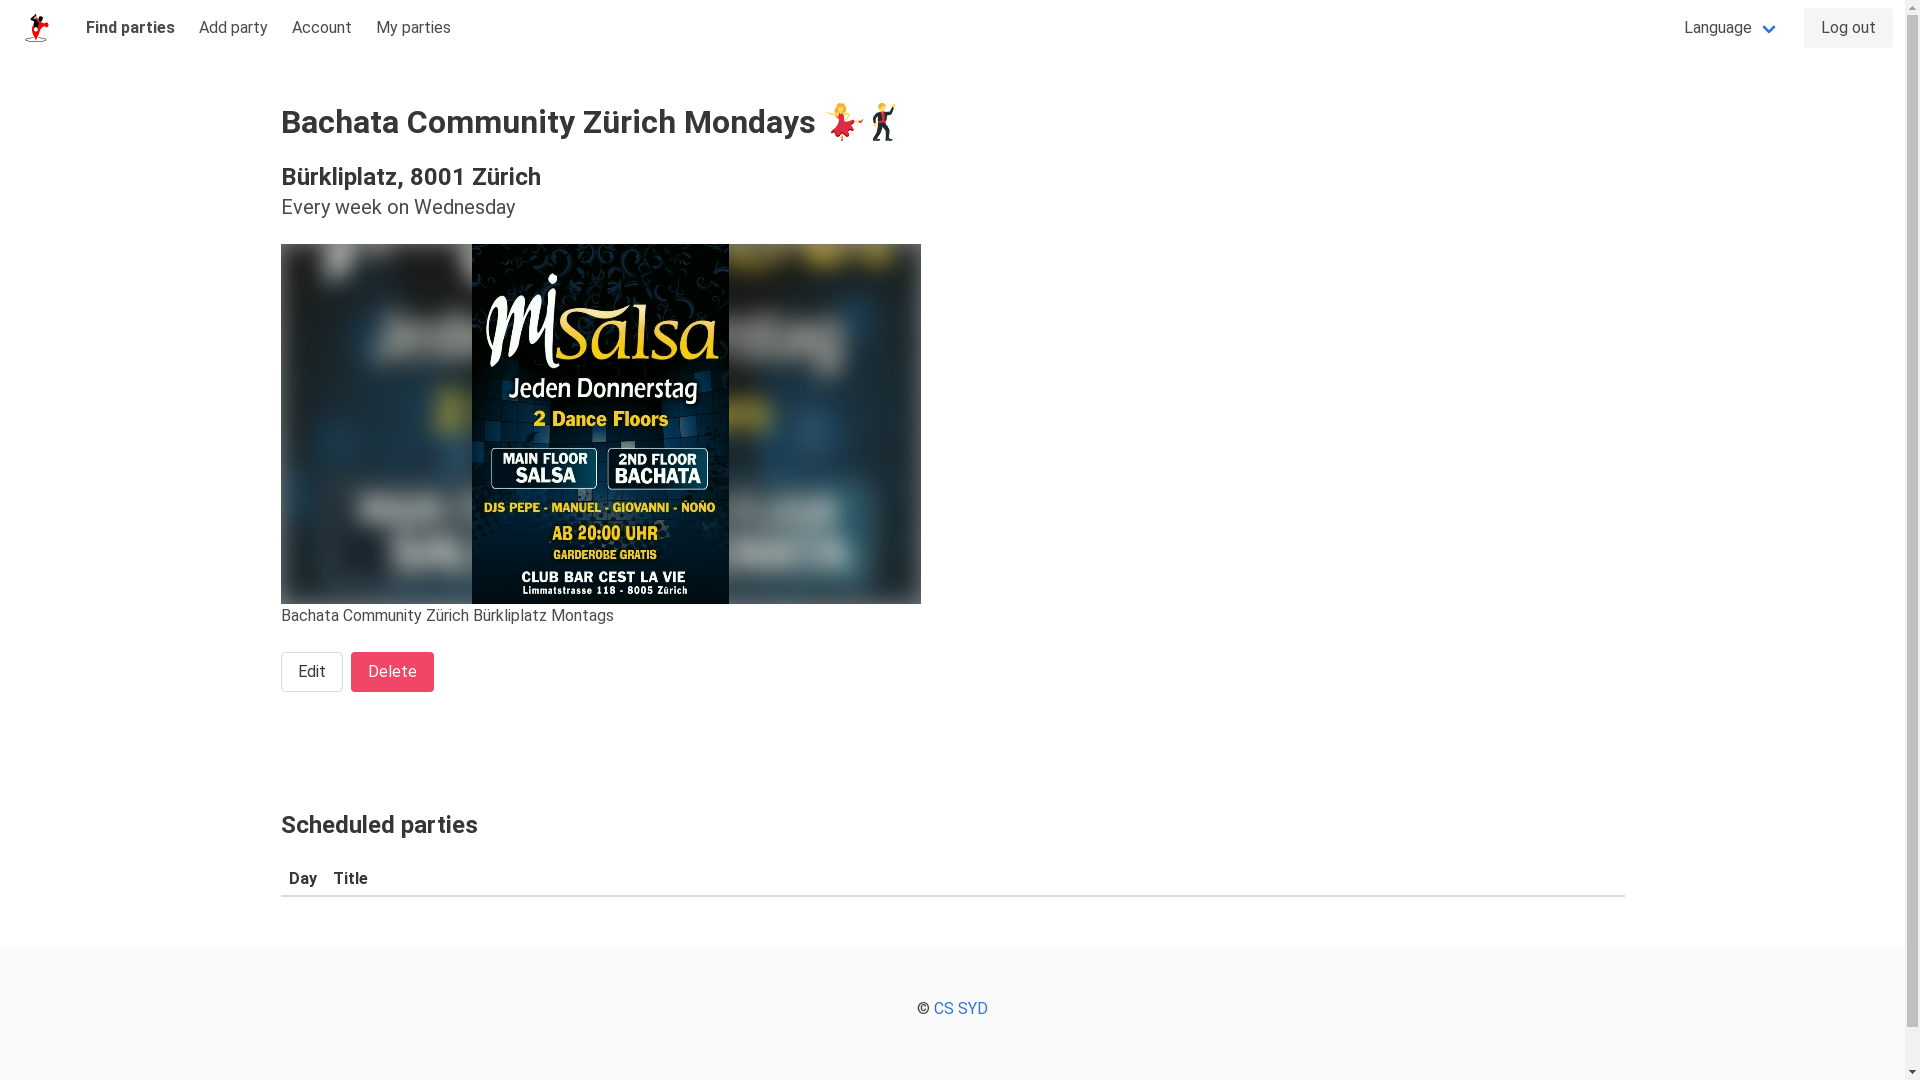 Find parties
Add party
Account
My parties
Language
Log out
Bachata Community Zürich Mondays
Bürkliplatz, 8001 Zürich
Every week on Wednesday
mi Salsa
Jeden Donnerstag
2 Dance Floors
MAIN FLOOR
SALSA
2ND FLOOR
BACHATA
DJS PEPE - MANUEL - GIOVANNI - ÑOÑO
AB 20:00 UHR
GARDEROBE GRATIS
CLUB BAR CEST LA VIE
Limmatstrasse 118 - 8005 Zürich
Bachata Community Zürich Bürkliplatz Montags
Edit
Delete
Scheduled parties
Day Title
© CS SYD